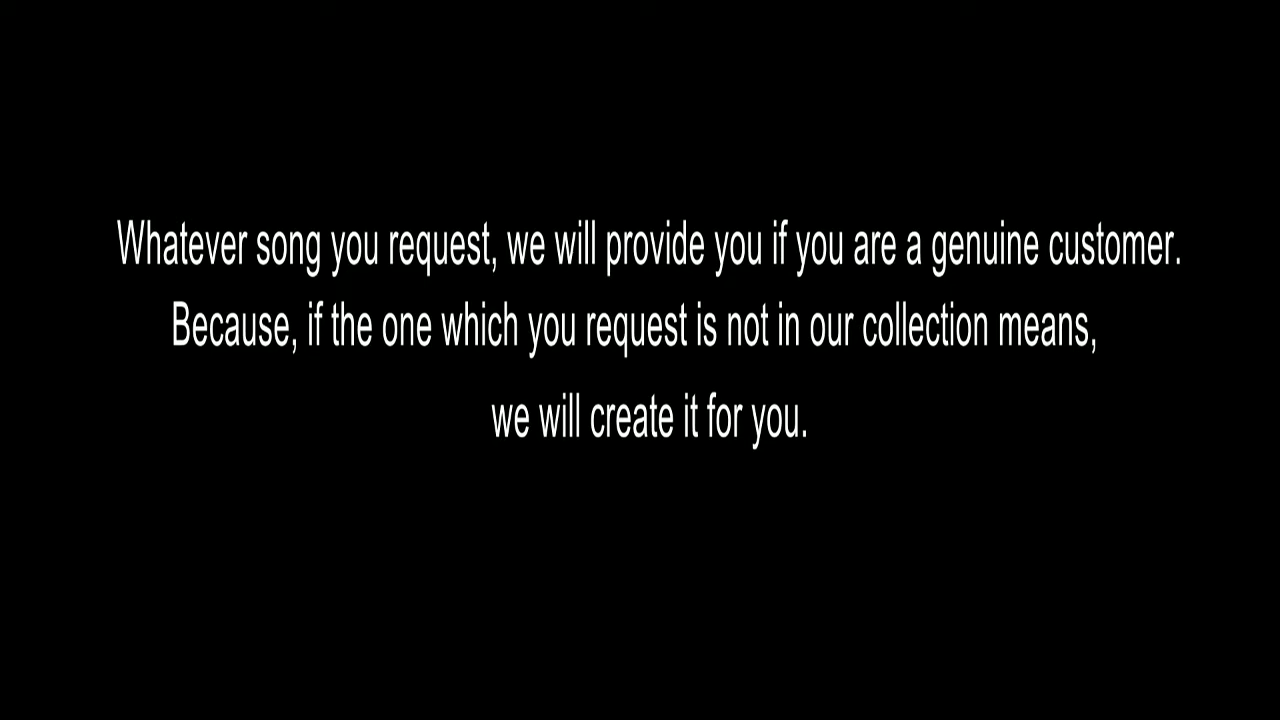 Whatever song you request, we will provide you if you are a genuine customer.
Because, if the one which you request is not in our collection means,
we will create it for you.